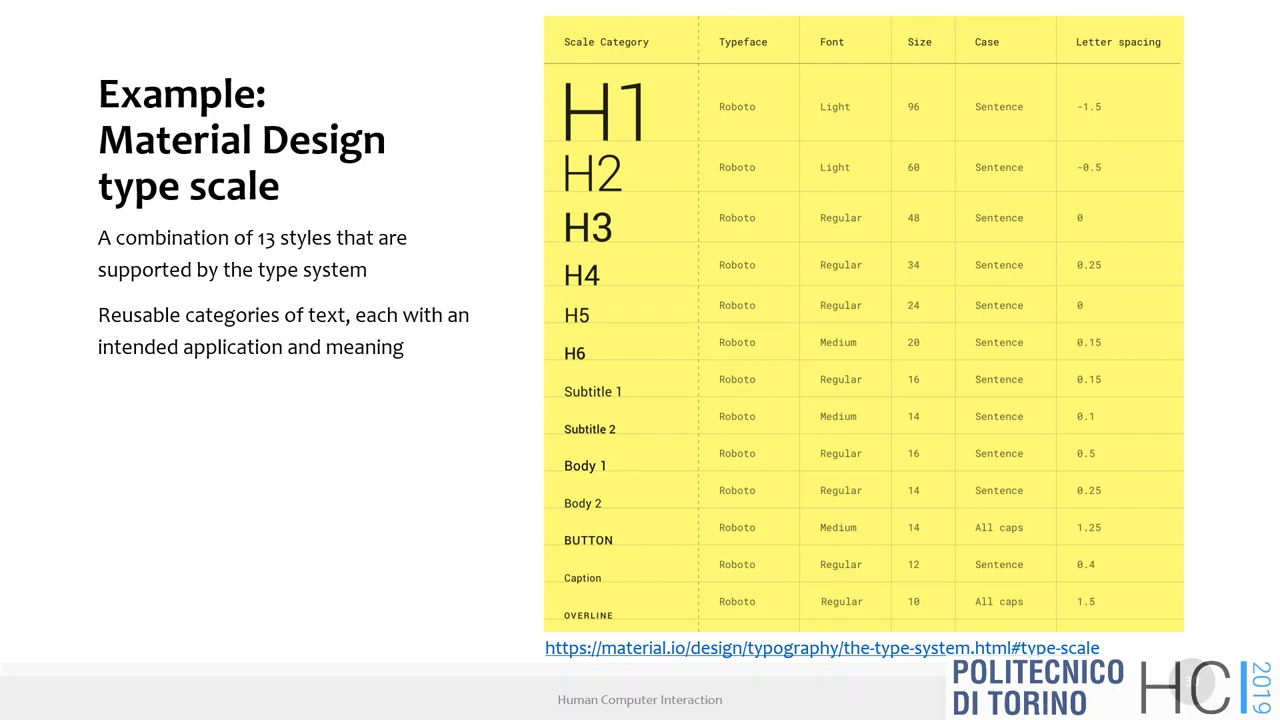 Example:
Material Design
type scale
A combination of 13 styles that are
supported by the type system
Reusable categories of text, each with an
intended application and meaning
Scale Category Typeface Font Size Case Letter spacing
H1 Roboto Light 96 Sentence -1.5
H2 Roboto Light 60 Sentence -0.5
H3 Roboto Regular 48 Sentence 0
H4 Roboto Regular 34 Sentence 0.25
H5 Roboto Regular 24 Sentence 0
H6 Roboto Medium 20 Sentence 0.15
Subtitle 1 Roboto Regular 16 Sentence 0.15
Subtitle 2 Roboto Medium 14 Sentence 0.1
Body 1 Roboto Regular 16 Sentence 0.5
Body 2 Roboto Regular 14 Sentence 0.25
BUTTON Roboto Medium 14 All caps 1.25
Caption Roboto Regular 12 Sentence 0.4
OVERLINE Roboto Regular 10 All caps 1.5
https://material.io/design/typography/the-type-system.html#type-scale
Human Computer Interaction
POLITECNICO
DI TORINO
HCI
2019